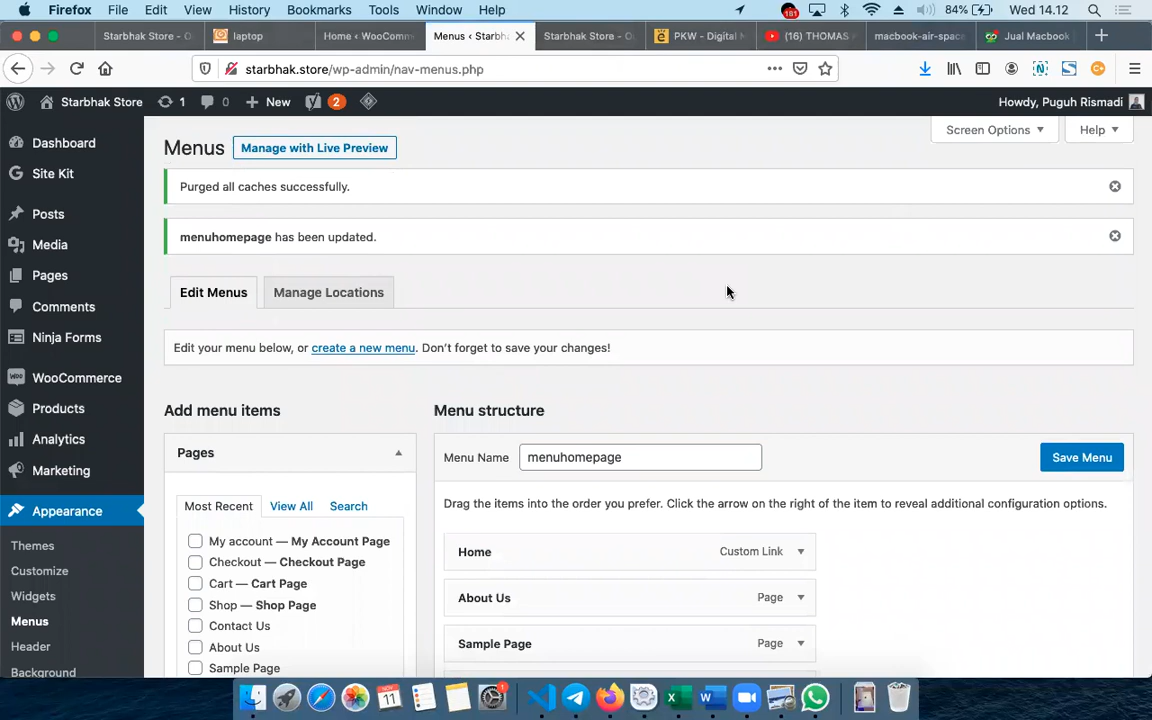 Firefox File Edit View History Bookmarks Tools Window Help 181 84% Wed 14.12
Starbhak Store - O laptop Home ‹ WooComm Menus ‹ Starbh Starbhak Store - O PKW – Digital (16) THOMAS macbook-air-spac Jual Macbook
starbhak.store/wp-admin/nav-menus.php
Starbhak Store 1 0 New 2 Howdy, Puguh Rismadi
Screen Options Help
Menus Manage with Live Preview
Purged all caches successfully.
menuhomepage has been updated.
Edit Menus Manage Locations
Edit your menu below, or create a new menu. Don't forget to save your changes!
Dashboard
Site Kit
Posts
Media
Pages
Comments
Ninja Forms
WooCommerce
Products
Analytics
Marketing
Appearance
Themes
Customize
Widgets
Menus
Header
Background
Add menu items
Pages
Most Recent View All Search
My account — My Account Page
Checkout — Checkout Page
Cart — Cart Page
Shop — Shop Page
Contact Us
About Us
Sample Page
Menu structure
Menu Name menuhomepage Save Menu
Drag the items into the order you prefer. Click the arrow on the right of the item to reveal additional configuration options.
Home Custom Link
About Us Page
Sample Page Page
11
1